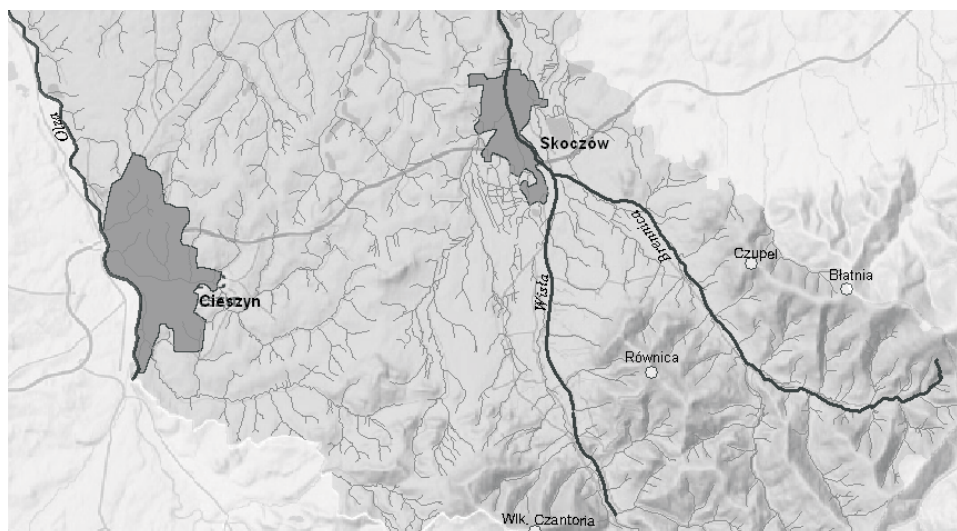 Olza
Skoczów
Brennica
Czupel
Błatnia
Wisła
Cieszyn
Równica
Wlk. Czantoria